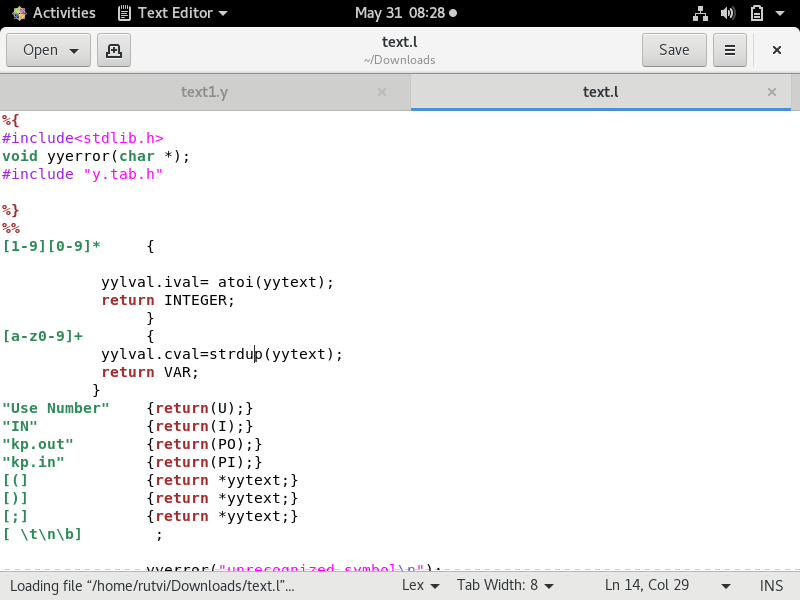 Activities Text Editor May 31 08:28
Open text.l Save
~/Downloads
text1.y text.l
%{
#include<stdlib.h>
void yyerror(char *);
#include "y.tab.h"
%}
%%
[1-9][0-9]* {
yylval.ival= atoi(yytext);
return INTEGER;
}
[a-z0-9]+ {
yylval.cval=strdup(yytext);
return VAR;
}
"Use Number" {return(U);}
"IN" {return(I);}
"kp.out" {return(PO);}
"kp.in" {return(PI);}
[(] {return *yytext;}
[)] {return *yytext;}
[;] {return *yytext;}
[ \t\n\b] ;
yyerror("unrecognized symbol\n");
Loading file “/home/rutvi/Downloads/text.l”… Lex Tab Width: 8 Ln 14, Col 29 INS